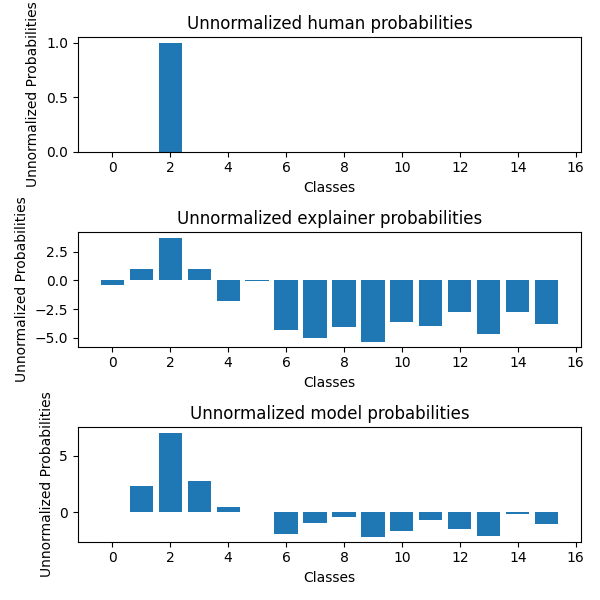 Unnormalized human probabilities
Unnormalized Probabilities
1.0
0.5
0.0
0 2 4 6 8 10 12 14 16
Classes
Unnormalized explainer probabilities
Unnormalized Probabilities
2.5
0.0
−2.5
−5.0
0 2 4 6 8 10 12 14 16
Classes
Unnormalized model probabilities
Unnormalized Probabilities
5
0
0 2 4 6 8 10 12 14 16
Classes